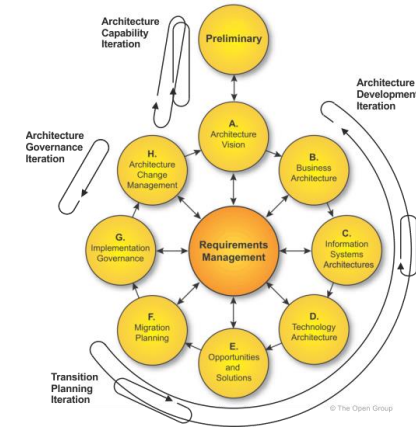 Architecture
Capability
Iteration
Preliminary
Architecture
Development
Iteration
A.
Architecture
Vision
Architecture
Governance
Iteration
H.
Architecture
Change
Management
B.
Business
Architecture
G.
Implementation
Governance
Requirements
Management
C.
Information
Systems
Architectures
F.
Migration
Planning
D.
Technology
Architecture
E.
Opportunities
and
Solutions
Transition
Planning
Iteration
© The Open Group